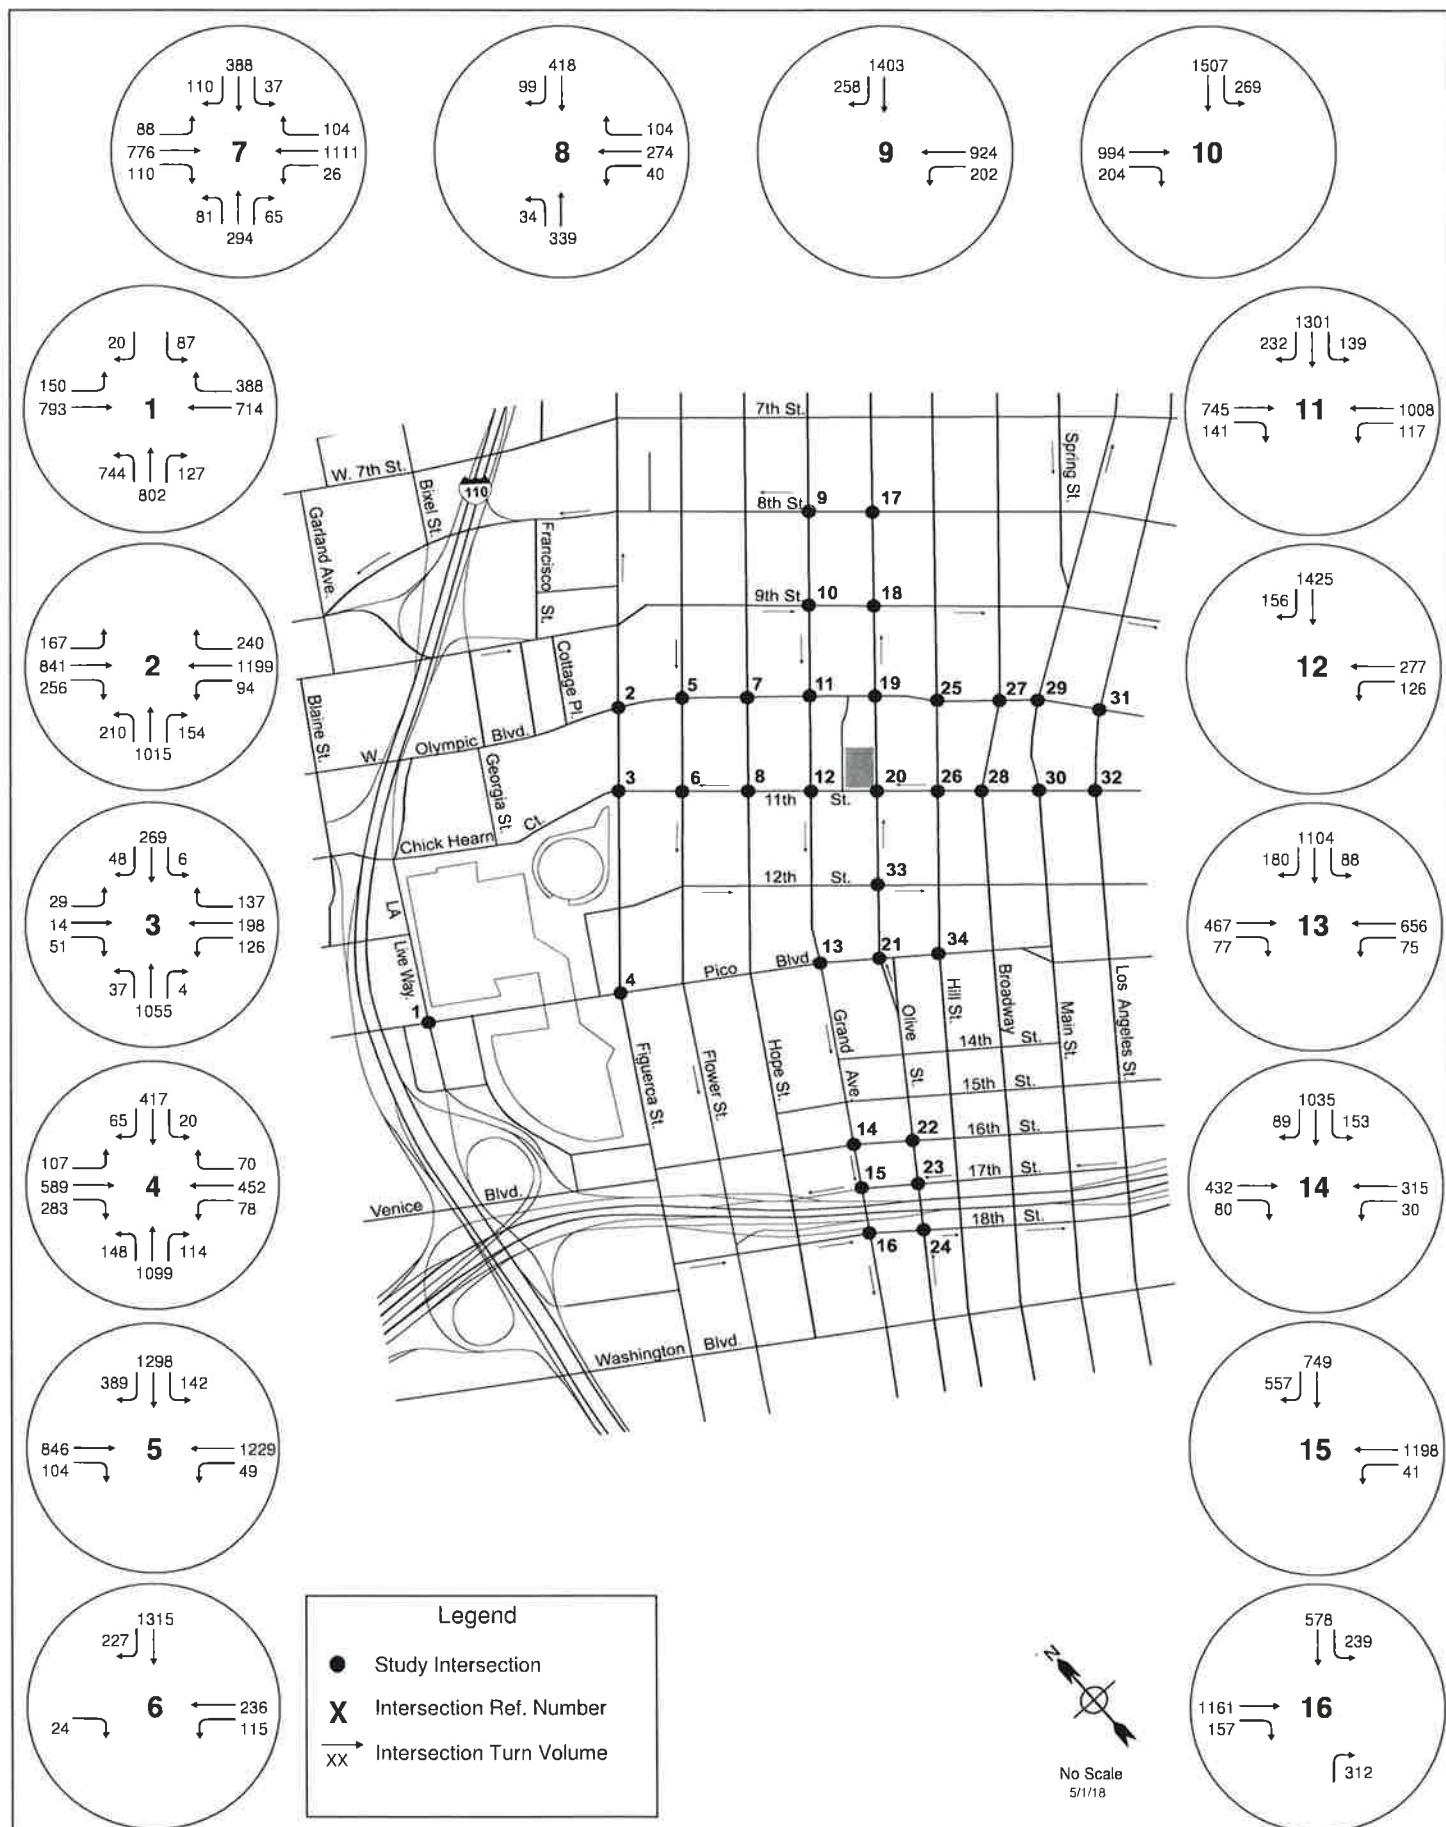 388
110 37
88 104
776 7 1111
110 26
81 65
294
418
99
104
8 274
40
34
339
1403
258
9 924
202
1507
269
994 10
204
20 87
150 388
793 1 714
744 127
802
167 240
841 2 1199
256 94
210 154
1015
269
48 6
29 137
14 3 198
51 126
37 4
1055
417
65 20
107 70
589 4 452
283 78
148 114
1099
1298
389 142
846 5 1229
104 49
1315
227
6 236
24 115
1301
232 139
745 11 1008
141 117
1425
156
12 277
126
1104
180 88
467 13 656
77 75
1035
89 153
432 14 315
80 30
749
557
15 1198
41
578
239
1161 16
157
312
7th St.
W. 7th St.
110
Spring St.
Bixel St.
Garland Ave.
8th St.
9 17
Francisco St.
9th St.
10 18
Cottage Pl.
2 5 7 11 19 25 27 29 31
Blaine St.
W. Olympic Blvd.
Georgia St.
3 6 8 12 20 26 28 30 32
11th St.
Chick Hearn Ct.
12th St.
33
LA Live Way.
13 21 34
Pico Blvd
4
1
Figueroa St.
Flower St.
Hope St.
Grand Ave.
Olive St.
Hill St.
Broadway
Main St.
Los Angeles St.
14th St.
15th St.
14 22
16th St.
15 23
17th St.
Venice Blvd.
18th St.
16 24
Washington Blvd.
Legend
Study Intersection
X Intersection Ref. Number
XX Intersection Turn Volume
N
No Scale
5/1/18